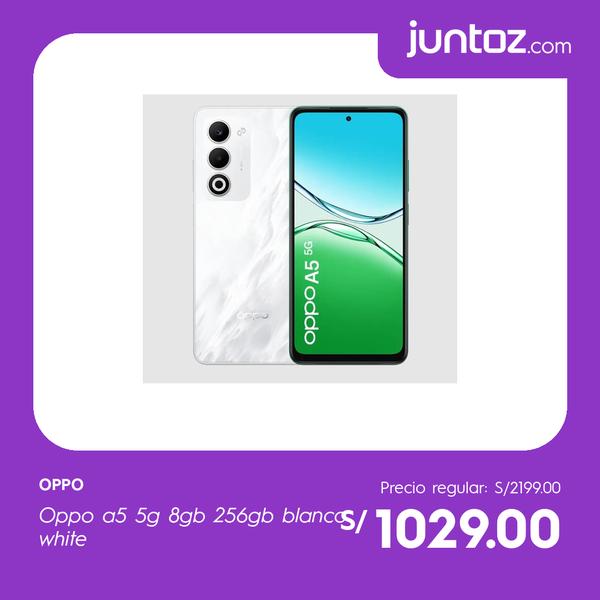 juntoz.com
oppo A5 5G
oppo
OPPO
Precio regular: S/2199.00
Oppo a5 5g 8gb 256gb blanco
white
S/ 1029.00